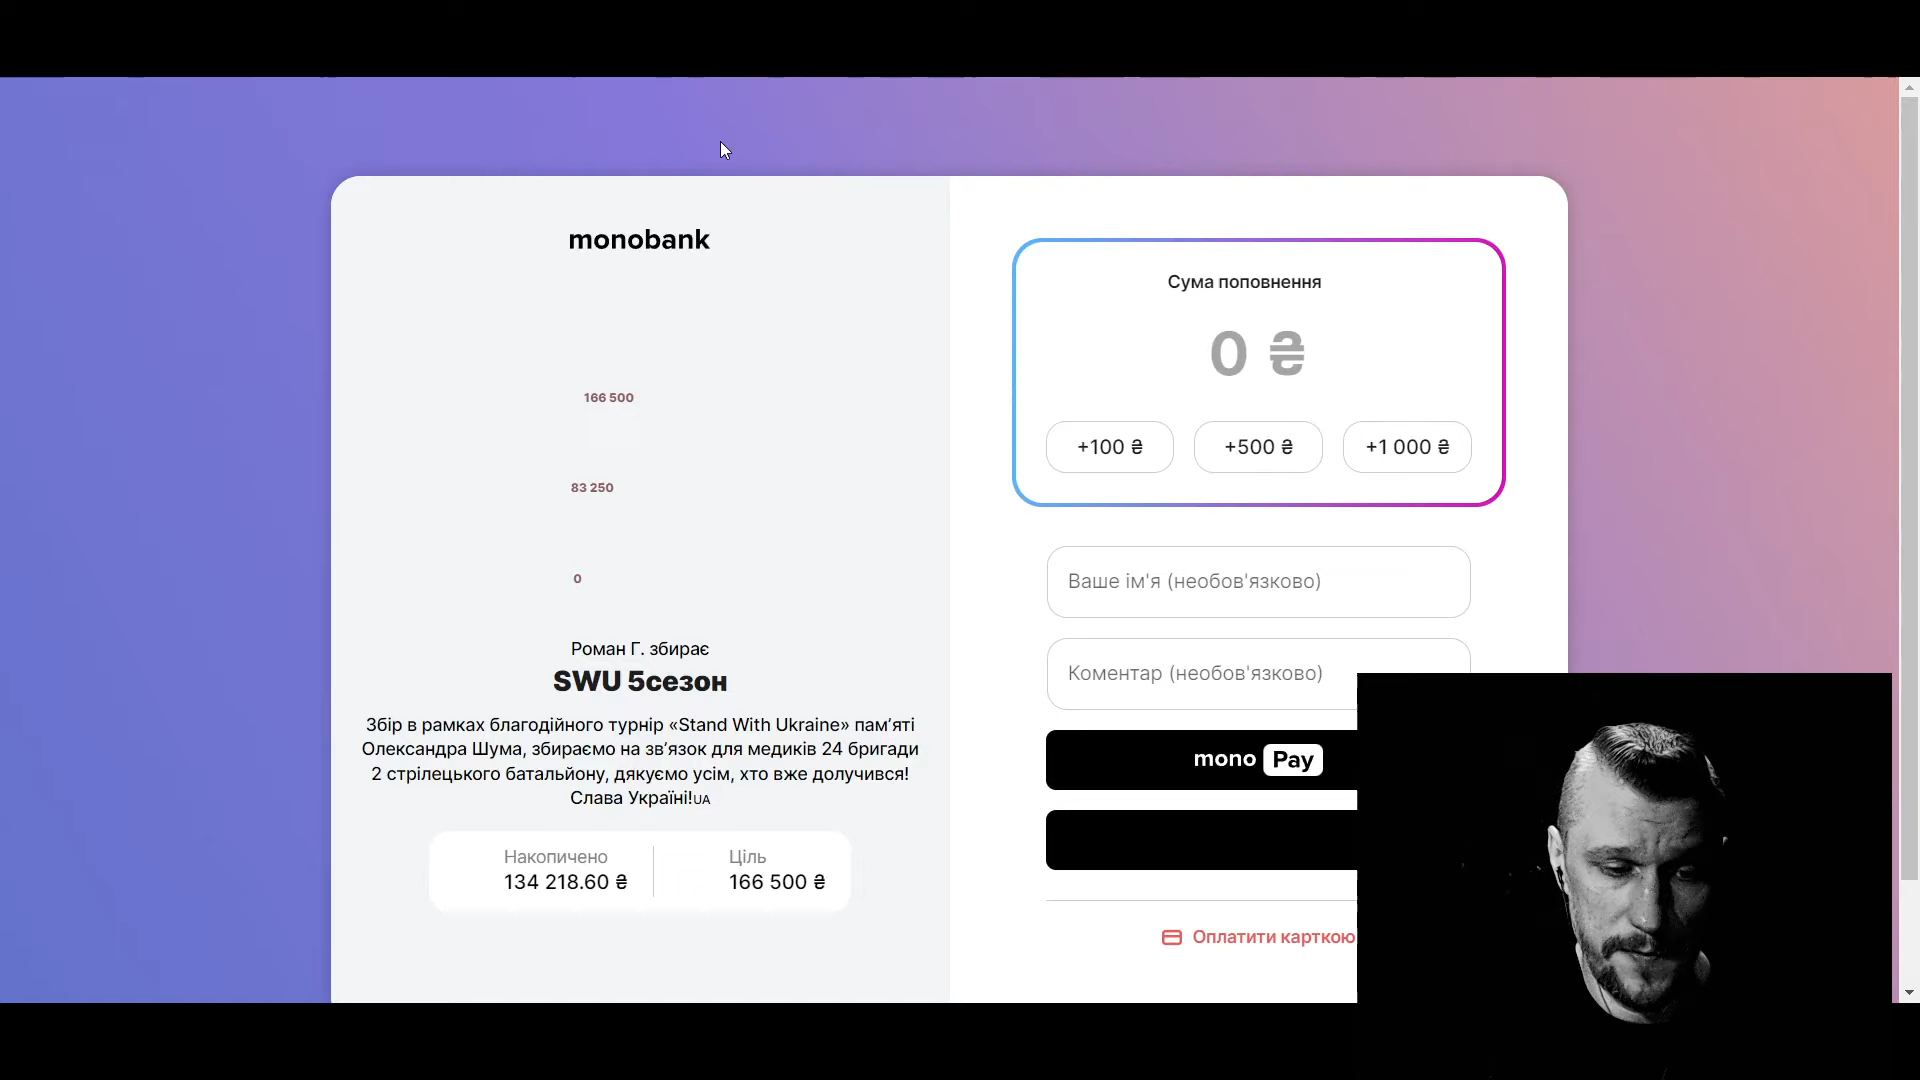 monobank
166 500
83 250
0
Роман Г. збирає
SWU 5сезон
Збір в рамках благодійного турнір «Stand With Ukraine» пам’яті
Олександра Шума, збираємо на зв’язок для медиків 24 бригади
2 стрілецького батальйону, дякуємо усім, хто вже долучився!
Слава Україні!UA
Накопичено
134 218.60 ₴
Ціль
166 500 ₴
Сума поповнення
0 ₴
+100 ₴
+500 ₴
+1 000 ₴
Ваше ім'я (необов'язково)
Коментар (необов'язково)
mono Pay
Оплатити карткою